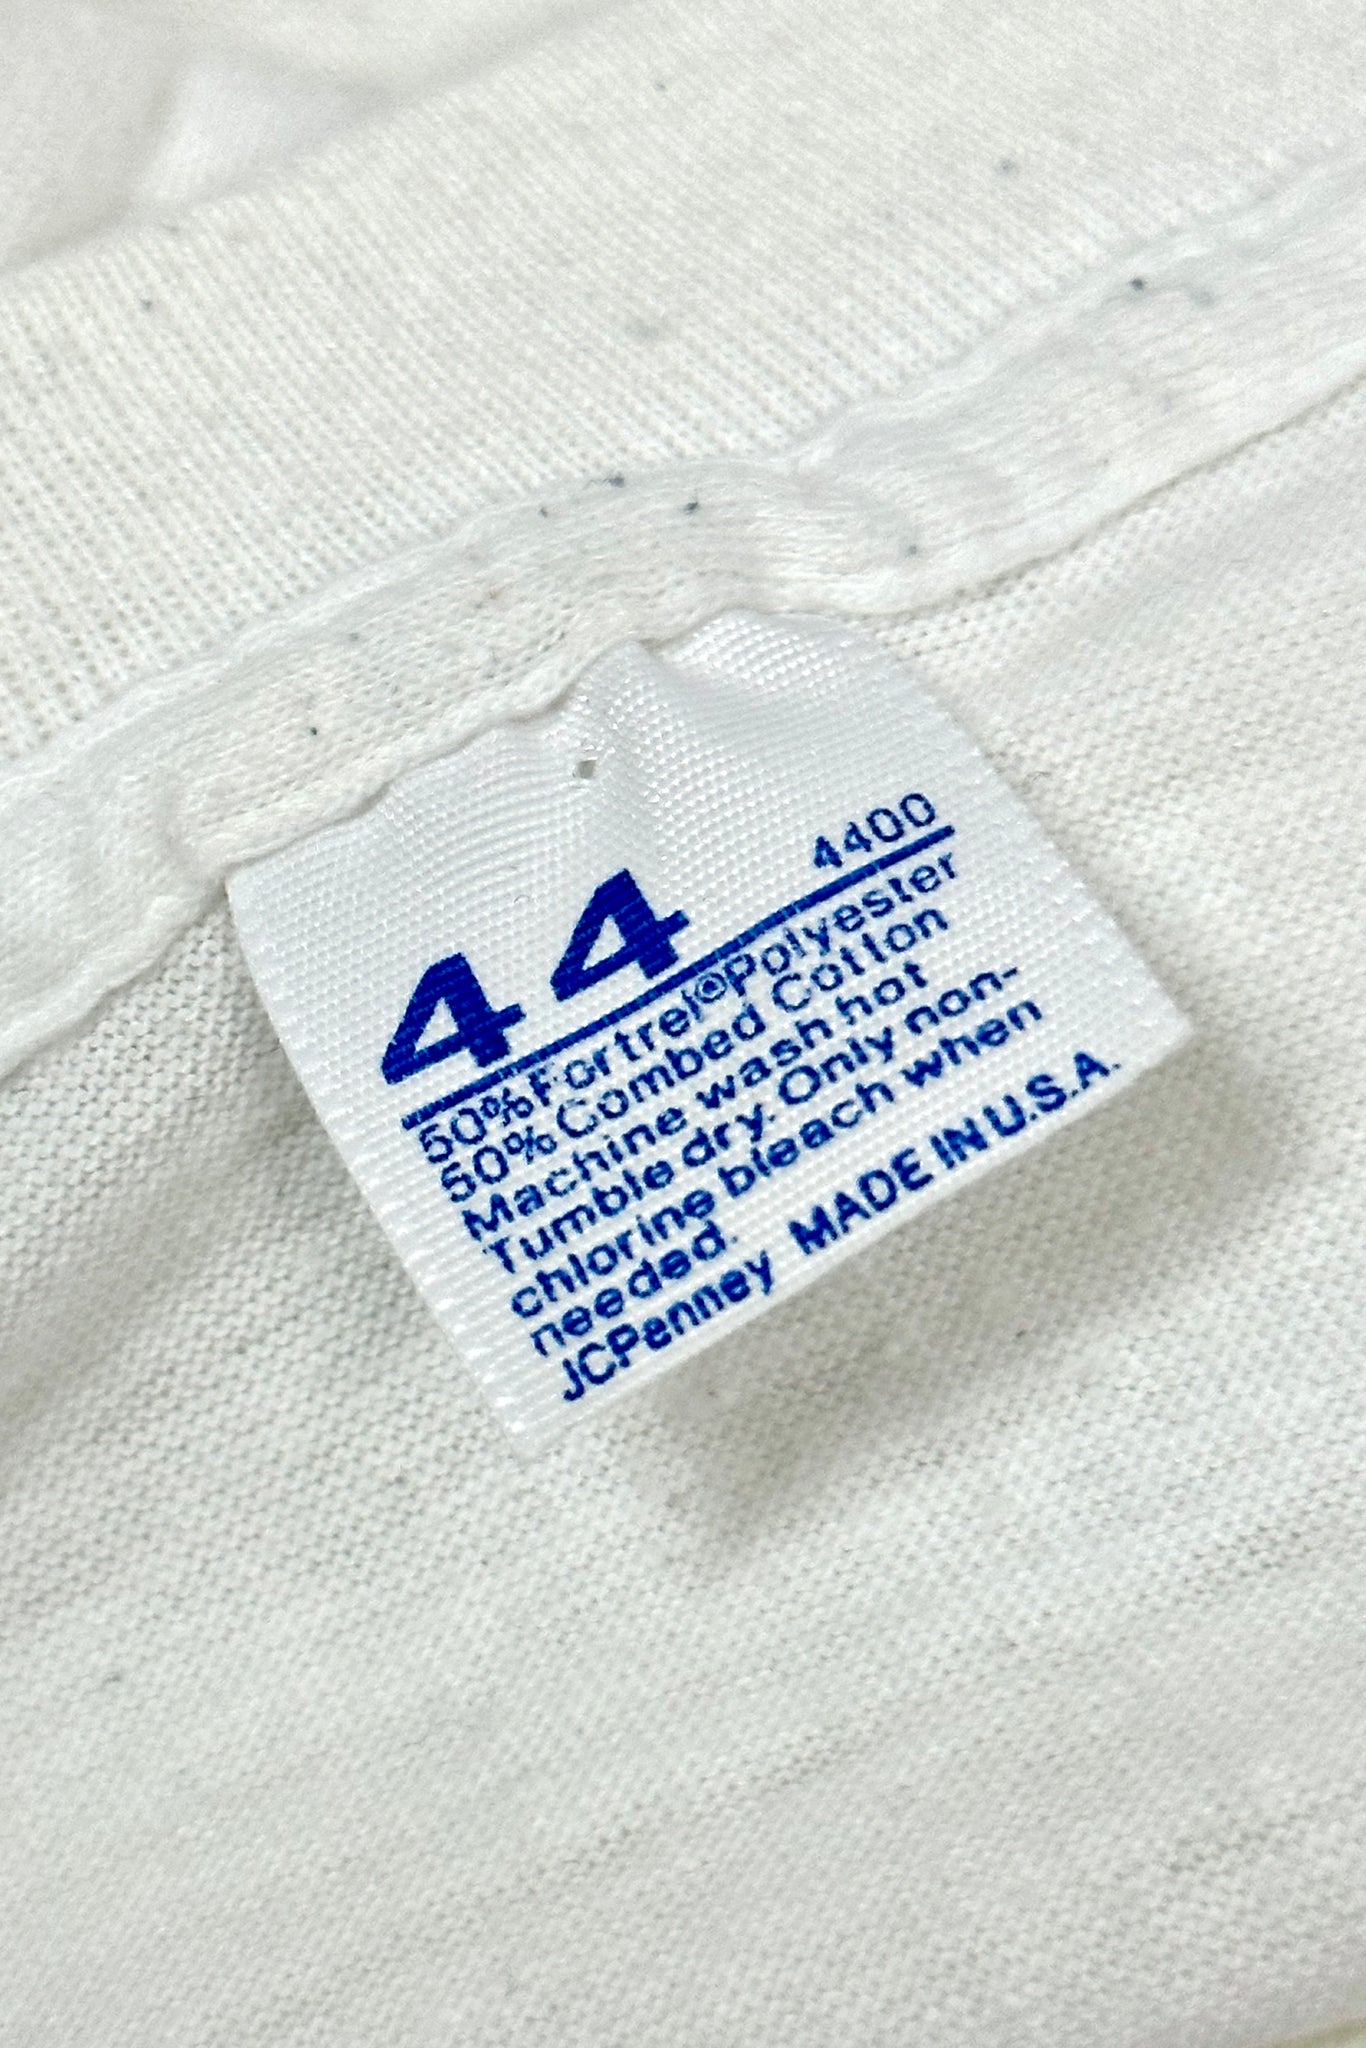 44 4400
50% Fortrel® Polyester
50% Combed Cotton
Machine wash hot
Tumble dry. Only non-
chlorine bleach when
needed.
JCPenney MADE IN U.S.A.